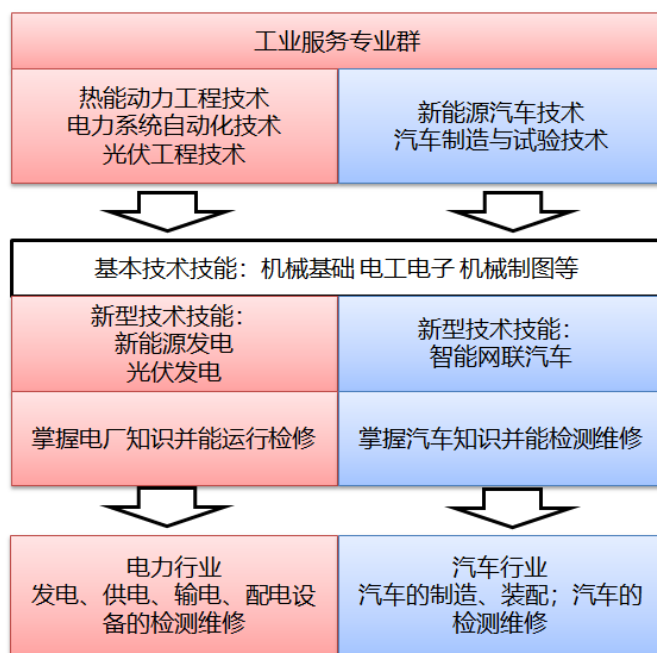 工业服务专业群
热能动力工程技术
电力系统自动化技术
光伏工程技术
新能源汽车技术
汽车制造与试验技术
基本技术技能：机械基础 电工电子 机械制图等
新型技术技能：
新能源发电
光伏发电
新型技术技能：
智能网联汽车
掌握电厂知识并能运行检修
掌握汽车知识并能检测维修
电力行业
发电、供电、输电、配电设
备的检测维修
汽车行业
汽车的制造、装配；汽车的
检测维修